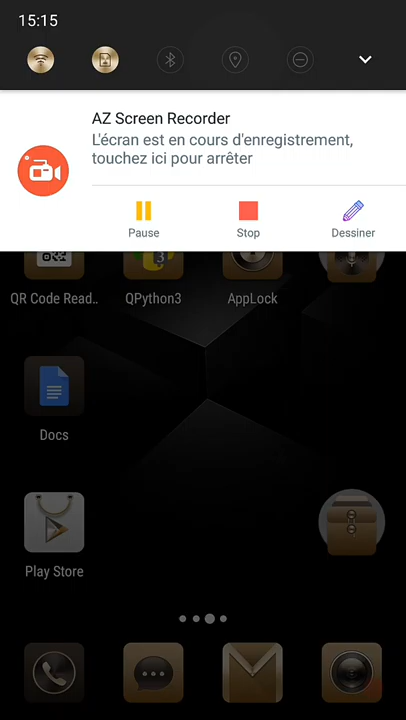 15:15
AZ Screen Recorder
L'écran est en cours d'enregistrement,
touchez ici pour arrêter
Pause
Stop
Dessiner
QR Code Read..
QPython3
AppLock
Docs
Play Store